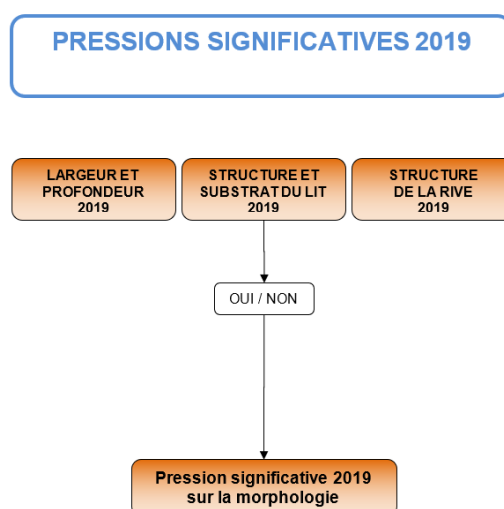 PRESSIONS SIGNIFICATIVES 2019
LARGEUR ET
PROFONDEUR
2019
STRUCTURE ET
SUBSTRAT DU LIT
2019
STRUCTURE
DE LA RIVE
2019
OUI / NON
Pression significative 2019
sur la morphologie